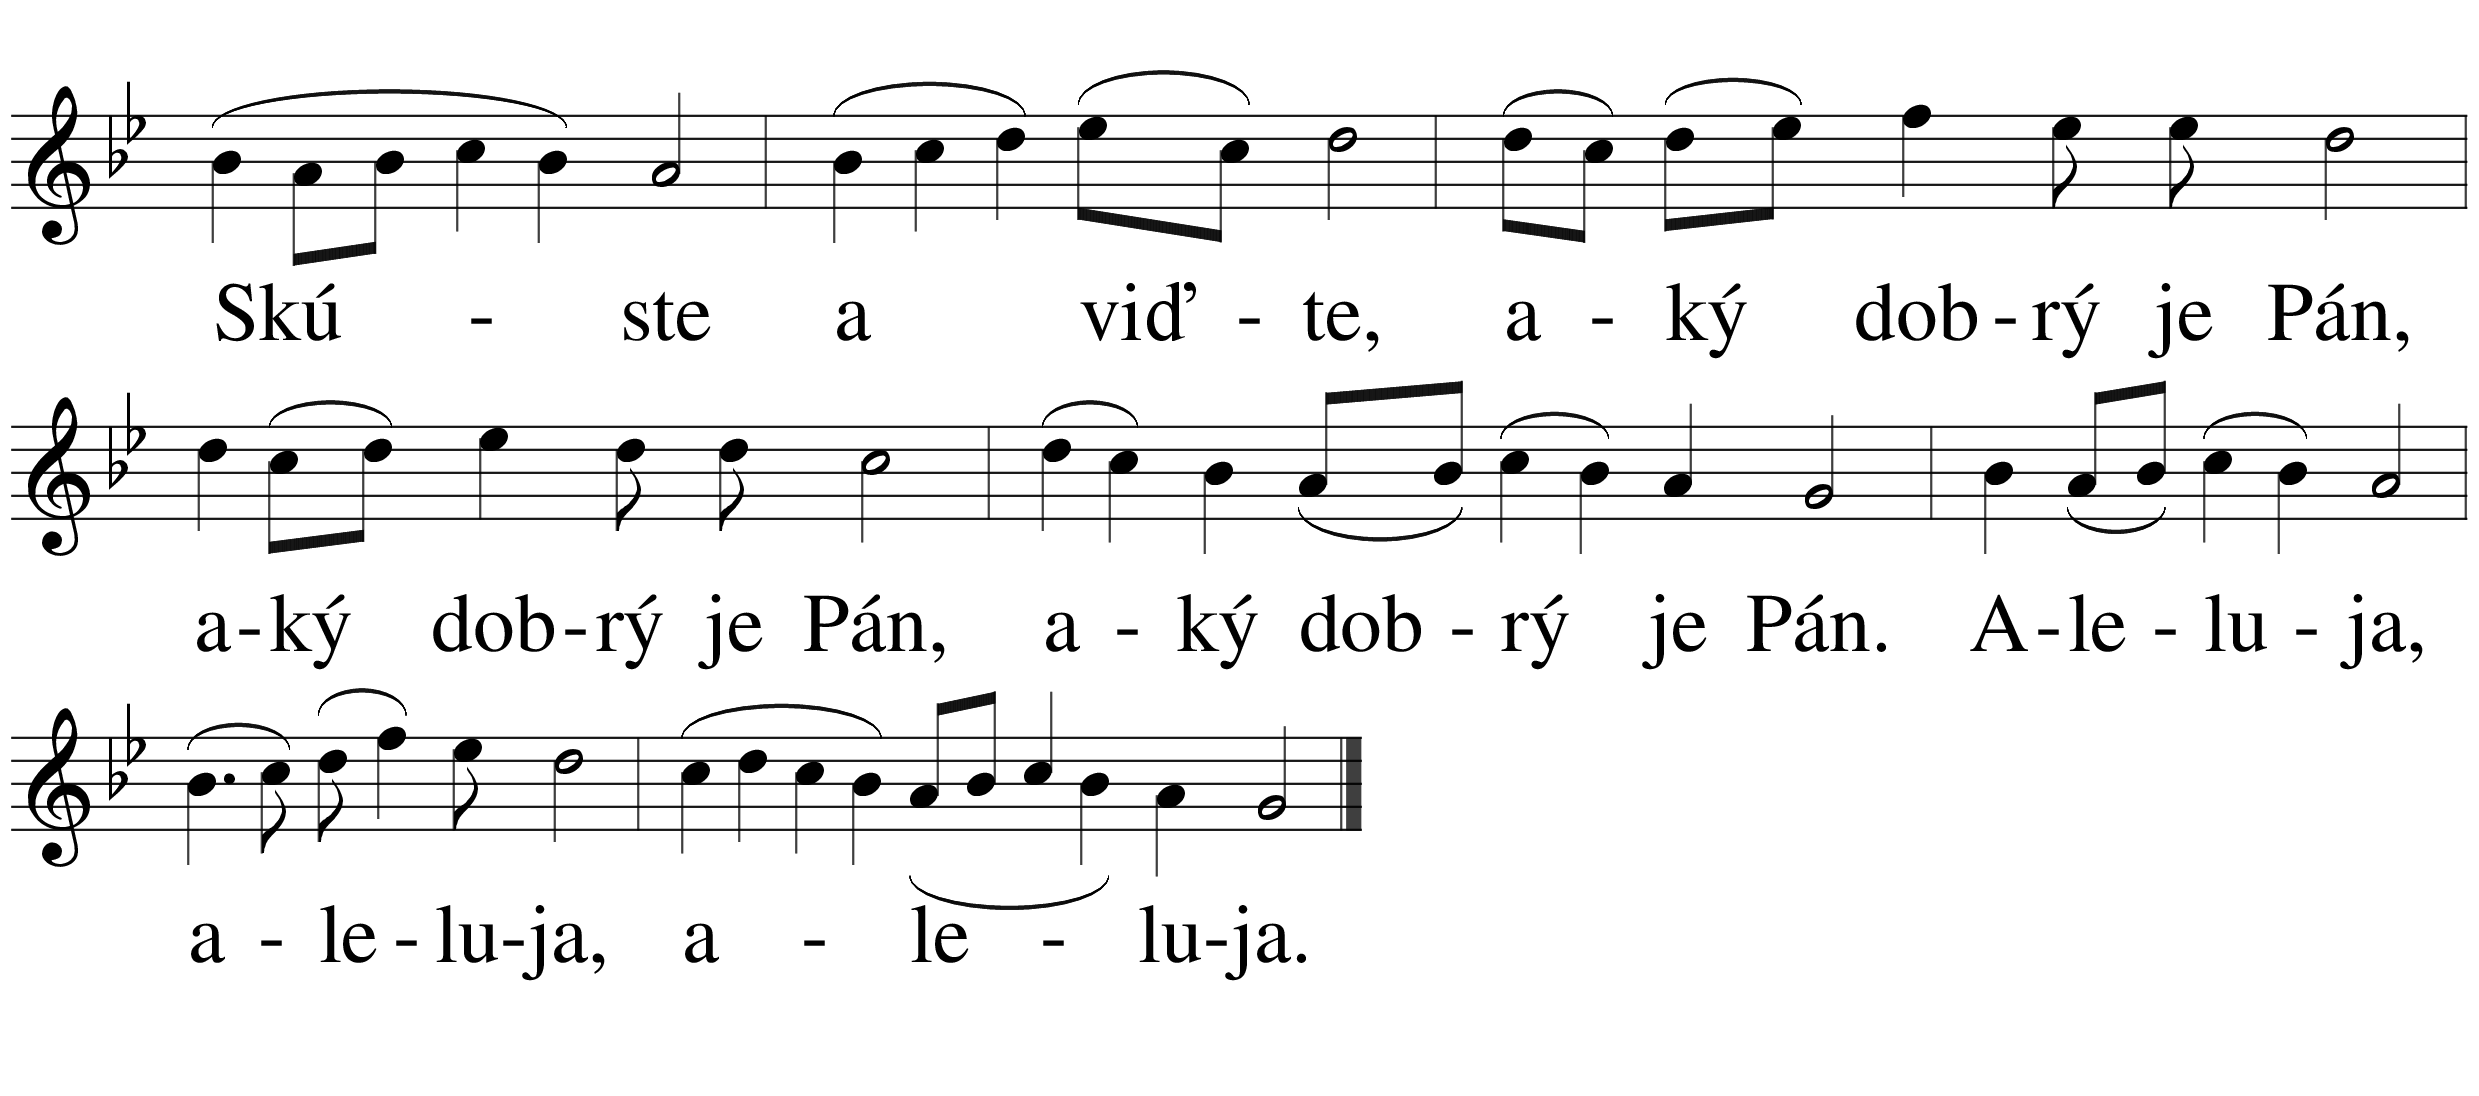 Skú - ste a viď - te, a - ký dob - rý je Pán,
a - ký dob - rý je Pán, a - ký dob - rý je Pán. A - le - lu - ja,
a - le - lu - ja, a - le - lu - ja.